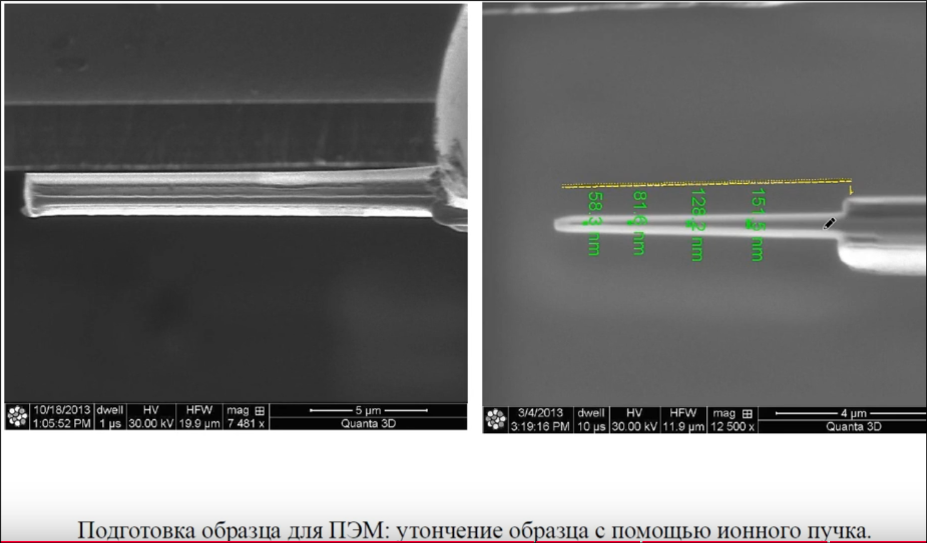 58.3 nm
81.6 nm
128.2 nm
151.5 nm
10/18/2013 dwell HV HFW mag ⊞ 5 µm
1:05:52 PM 1 µs 30.00 kV 19.9 µm 7 481 x Quanta 3D
3/4/2013 dwell HV HFW mag ⊞ 4 µm
3:19:16 PM 10 µs 30.00 kV 11.9 µm 12 500 x Quanta 3D
Подготовка образца для ПЭМ: утончение образца с помощью ионного пучка.